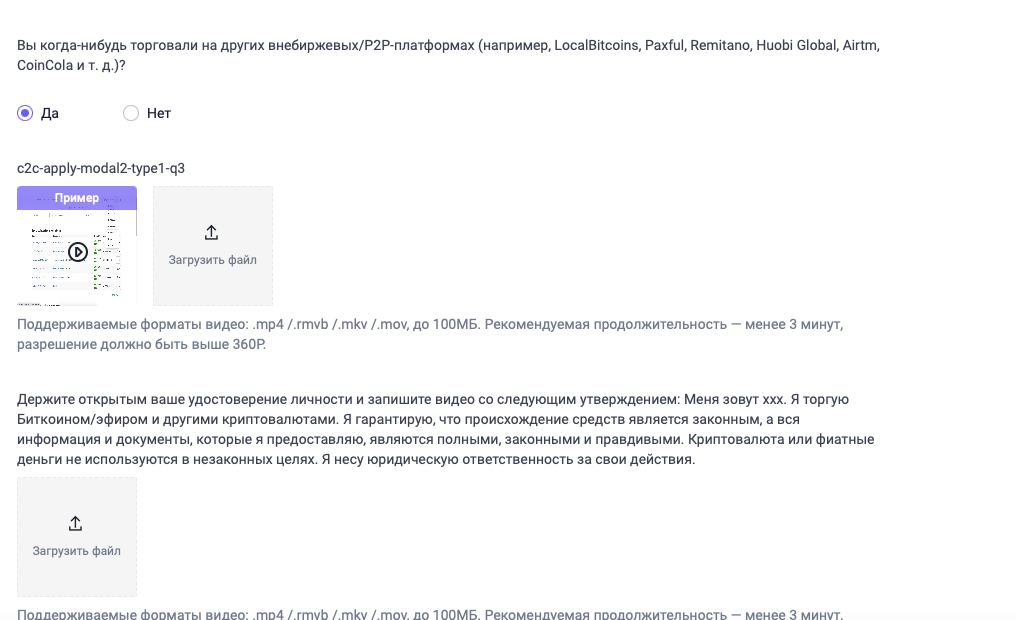 Вы когда-нибудь торговали на других внебиржевых/P2P-платформах (например, LocalBitcoins, Paxful, Remitano, Huobi Global, Airtm,
CoinCola и т. д.)?
Да
Нет
c2c-apply-modal2-type1-q3
Пример
Загрузить файл
Поддерживаемые форматы видео: .mp4 /.rmvb /.mkv /.mov, до 100МБ. Рекомендуемая продолжительность — менее 3 минут,
разрешение должно быть выше 360P.
Держите открытым ваше удостоверение личности и запишите видео со следующим утверждением: Меня зовут xxx. Я торгую
Биткоином/эфиром и другими криптовалютами. Я гарантирую, что происхождение средств является законным, а вся
информация и документы, которые я предоставляю, являются полными, законными и правдивыми. Криптовалюта или фиатные
деньги не используются в незаконных целях. Я несу юридическую ответственность за свои действия.
Загрузить файл
Поддерживаемые форматы видео: .mp4 /.rmvb /.mkv /.mov, до 100МБ. Рекомендуемая продолжительность — менее 3 минут,